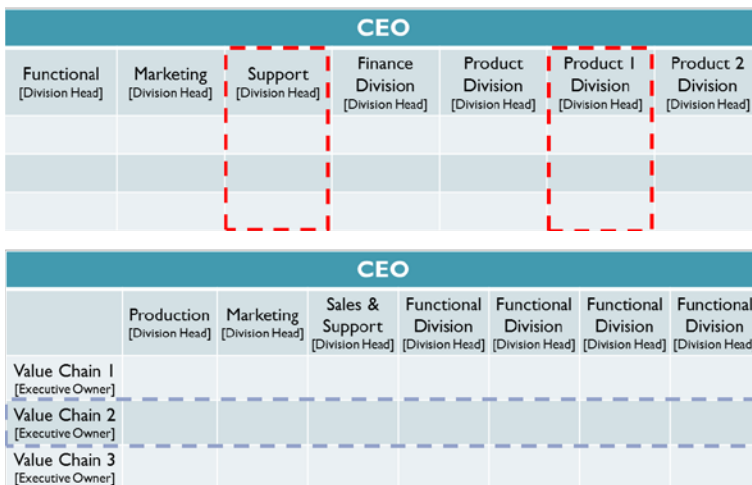 CEO
Functional Marketing Support Finance Division Product Division Product 1 Division Product 2 Division
[Division Head] [Division Head] [Division Head] [Division Head] [Division Head] [Division Head] [Division Head]
CEO
Production Marketing Sales & Support Functional Division Functional Division Functional Division Functional Division
[Division Head] [Division Head] [Division Head] [Division Head] [Division Head] [Division Head] [Division Head]
Value Chain 1
[Executive Owner]
Value Chain 2
[Executive Owner]
Value Chain 3
[Executive Owner]